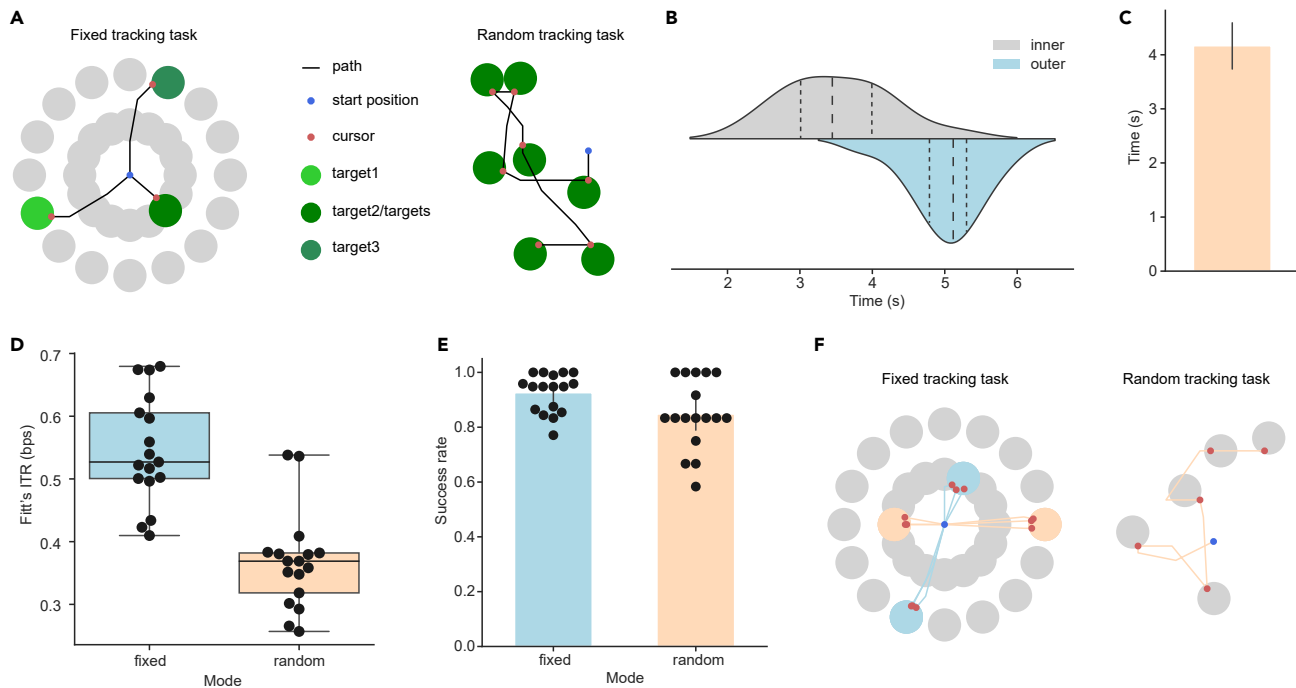 A
Fixed tracking task
Random tracking task
path
start position
cursor
target1
target2/targets
target3
B
inner
outer
2 3 4 5 6
Time (s)
C
Time (s)
4
3
2
1
0
D
Fitt's ITR (bps)
0.7
0.6
0.5
0.4
0.3
fixed random
Mode
E
Success rate
1.0
0.8
0.6
0.4
0.2
0.0
fixed random
Mode
F
Fixed tracking task
Random tracking task